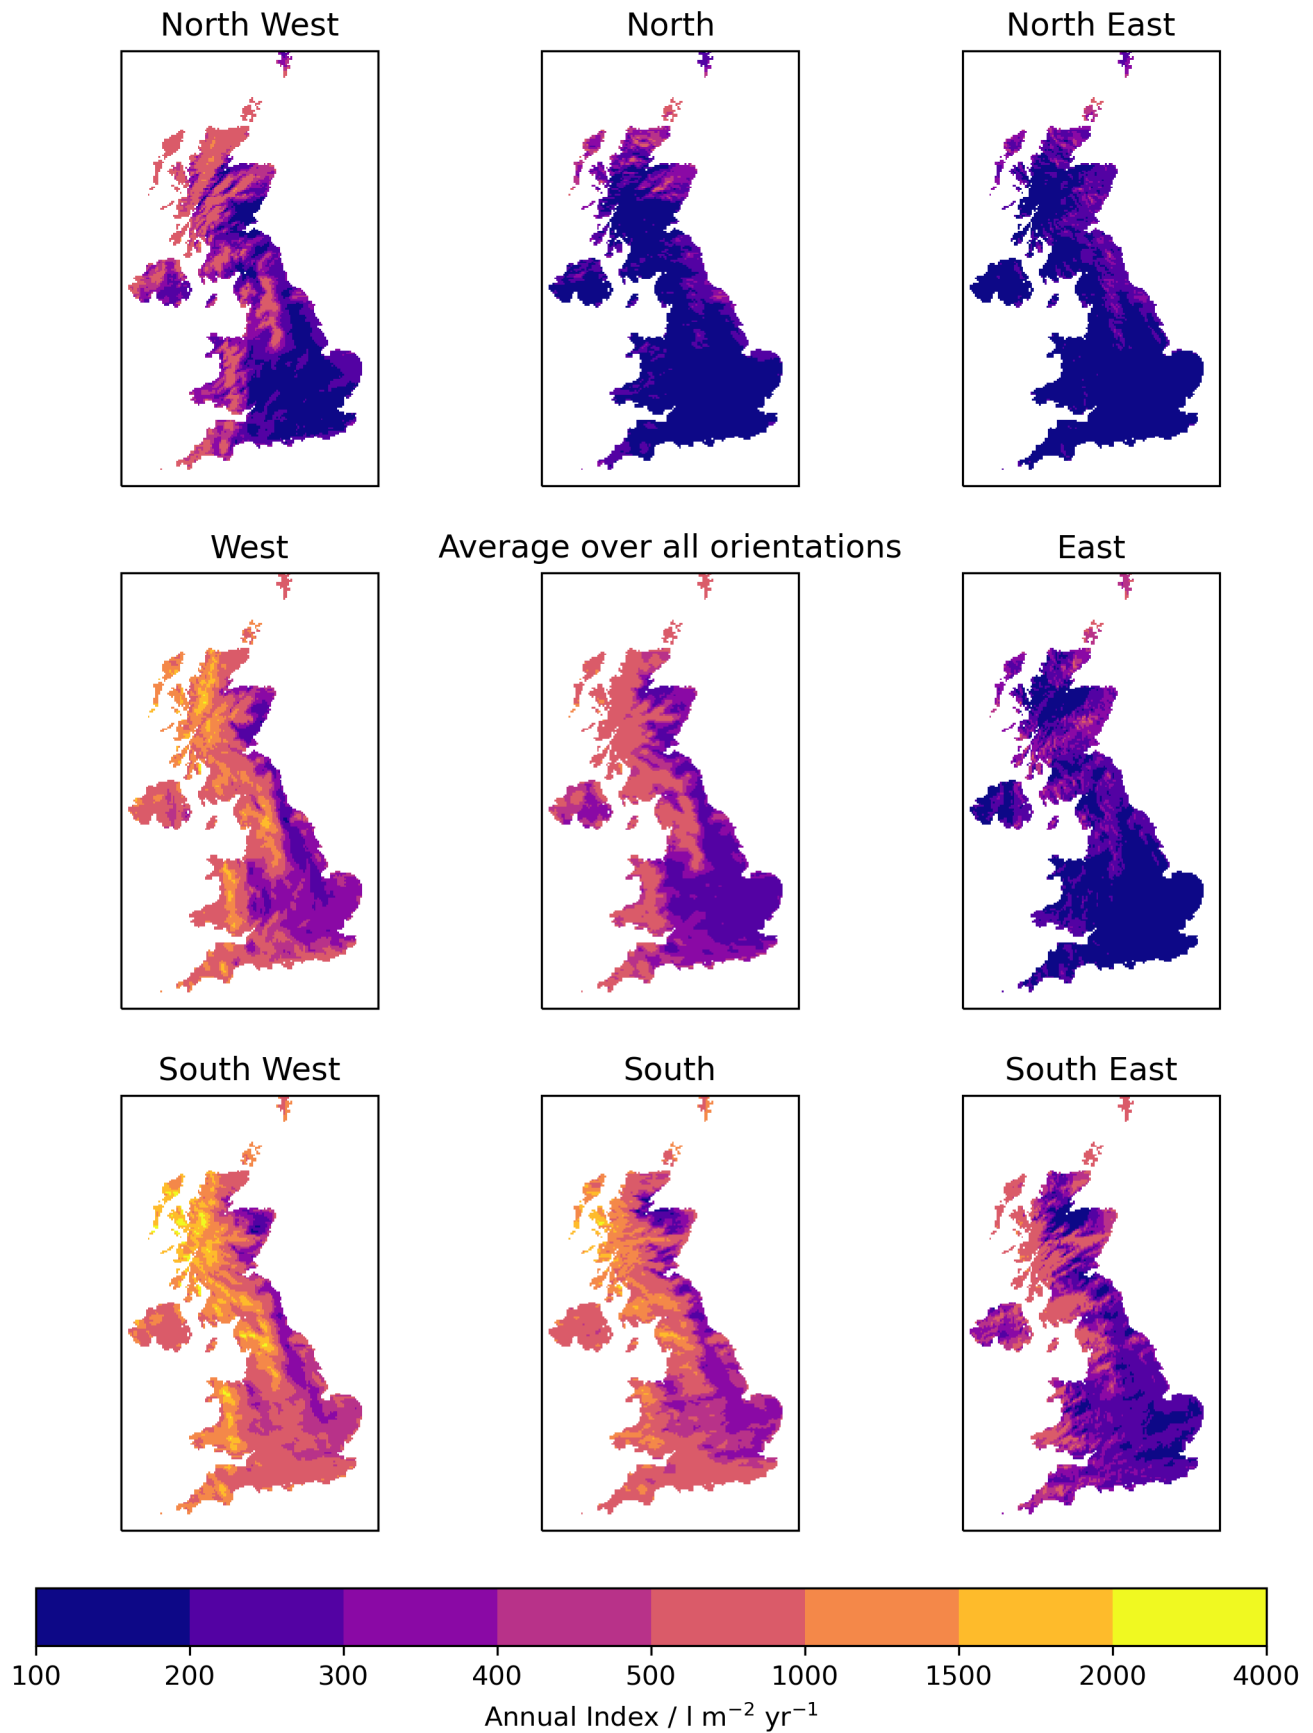 North West
North
North East
West
Average over all orientations
East
South West
South
South East
100 200 300 400 500 1000 1500 2000 4000
Annual Index / l m⁻² yr⁻¹